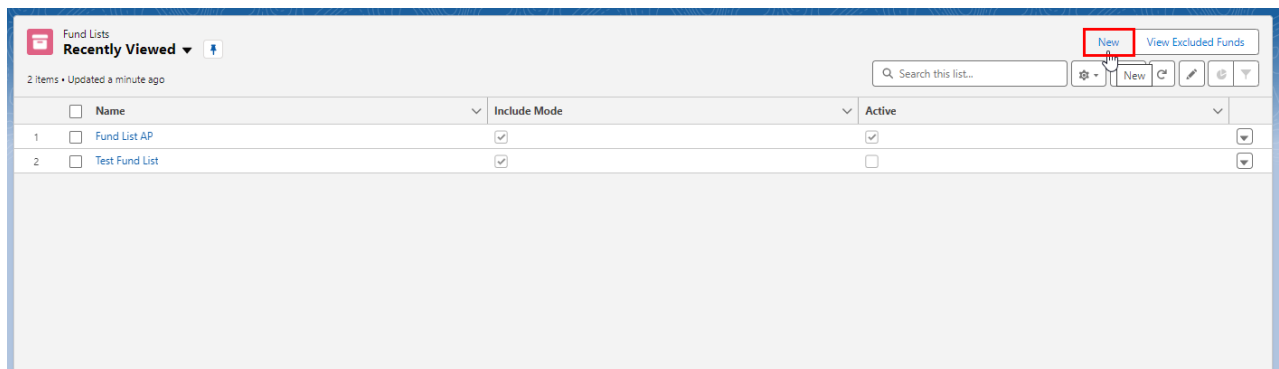 Fund Lists
Recently Viewed
New
View Excluded Funds
2 items • Updated a minute ago
Search this list...
New
Name
Include Mode
Active
1
Fund List AP
2
Test Fund List